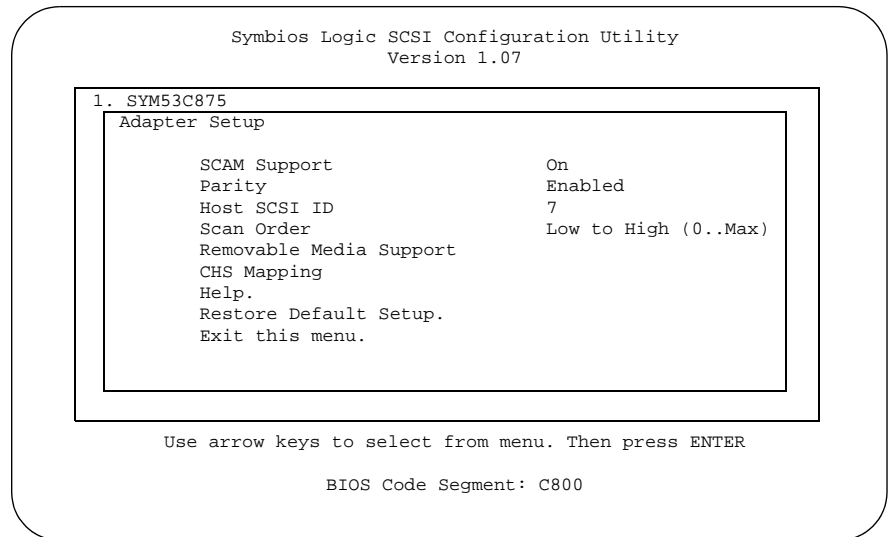 Symbios Logic SCSI Configuration Utility
Version 1.07
1. SYM53C875
Adapter Setup
SCAM Support On
Parity Enabled
Host SCSI ID 7
Scan Order Low to High (0..Max)
Removable Media Support
CHS Mapping
Help.
Restore Default Setup.
Exit this menu.
Use arrow keys to select from menu. Then press ENTER
BIOS Code Segment: C800